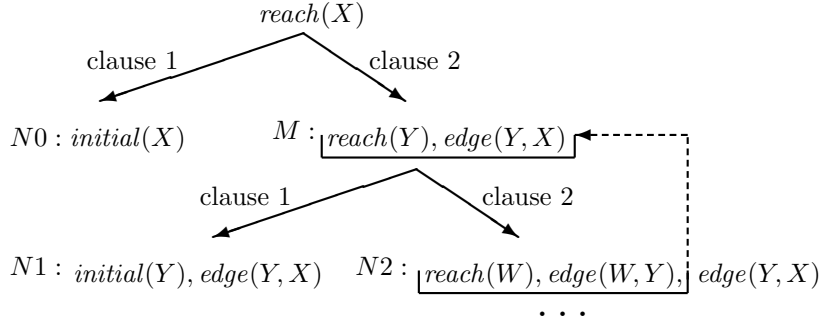 reach(X)
clause 1 clause 2
N0 : initial(X) M : reach(Y), edge(Y, X)
clause 1 clause 2
N1 : initial(Y), edge(Y, X) N2 : reach(W), edge(W, Y), edge(Y, X)
. . .